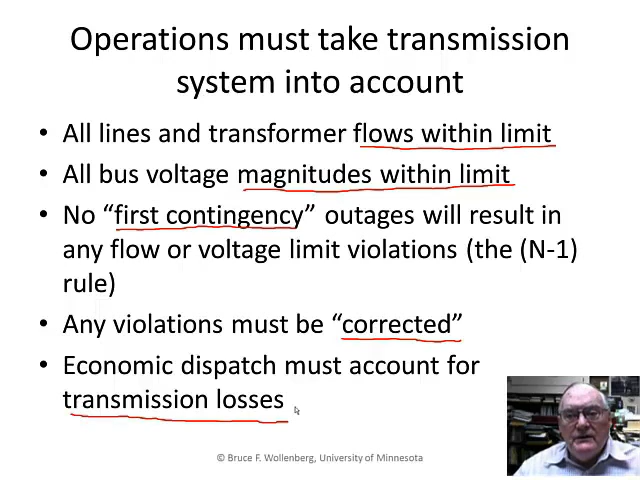 Operations must take transmission
system into account
• All lines and transformer flows within limit
• All bus voltage magnitudes within limit
• No “first contingency” outages will result in
any flow or voltage limit violations (the (N-1)
rule)
• Any violations must be “corrected”
• Economic dispatch must account for
transmission losses
© Bruce F. Wollenberg, University of Minnesota